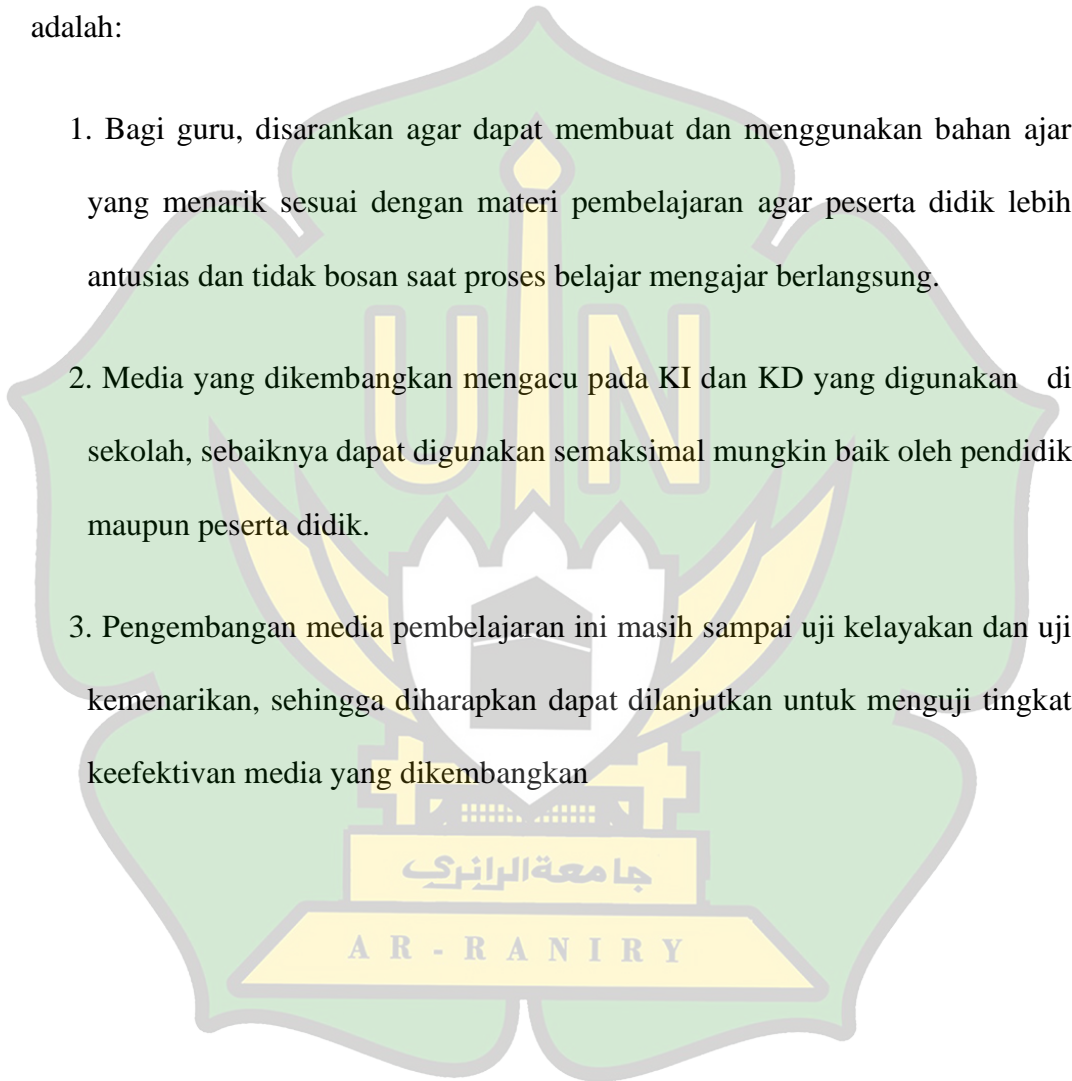 adalah:
1. Bagi guru, disarankan agar dapat membuat dan menggunakan bahan ajar
yang menarik sesuai dengan materi pembelajaran agar peserta didik lebih
antusias dan tidak bosan saat proses belajar mengajar berlangsung.
2. Media yang dikembangkan mengacu pada KI dan KD yang digunakan di
sekolah, sebaiknya dapat digunakan semaksimal mungkin baik oleh pendidik
maupun peserta didik.
3. Pengembangan media pembelajaran ini masih sampai uji kelayakan dan uji
kemenarikan, sehingga diharapkan dapat dilanjutkan untuk menguji tingkat
keefektivan media yang dikembangkan
UIN
جامعةالرانري
AR-RANIRY